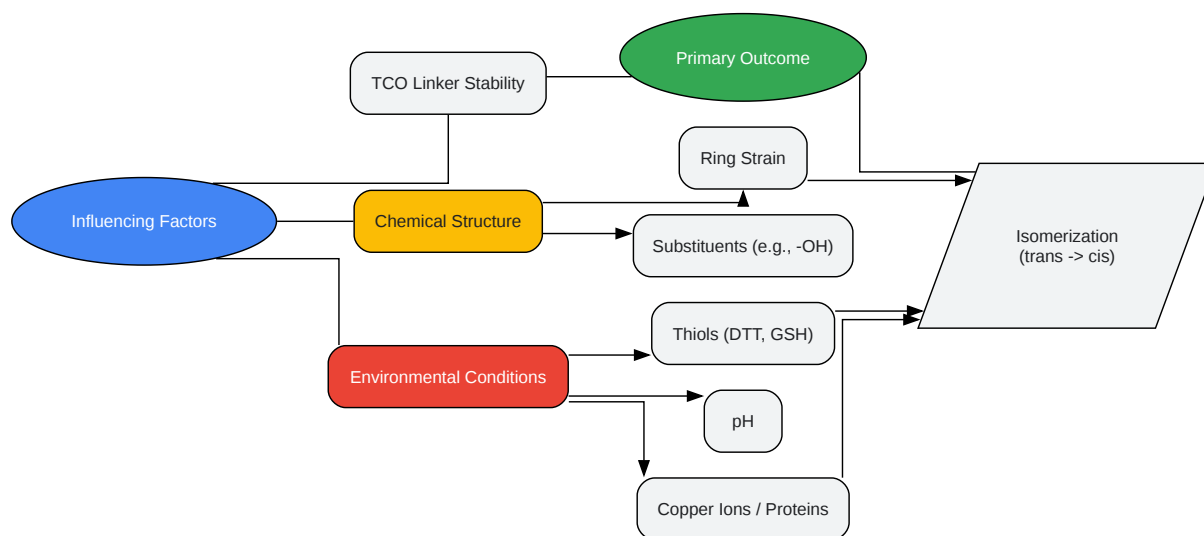 Primary Outcome
TCO Linker Stability
Ring Strain
Influencing Factors
Chemical Structure
Substituents (e.g., -OH)
Isomerization
(trans -> cis)
Thiols (DTT, GSH)
Environmental Conditions
pH
Copper Ions / Proteins